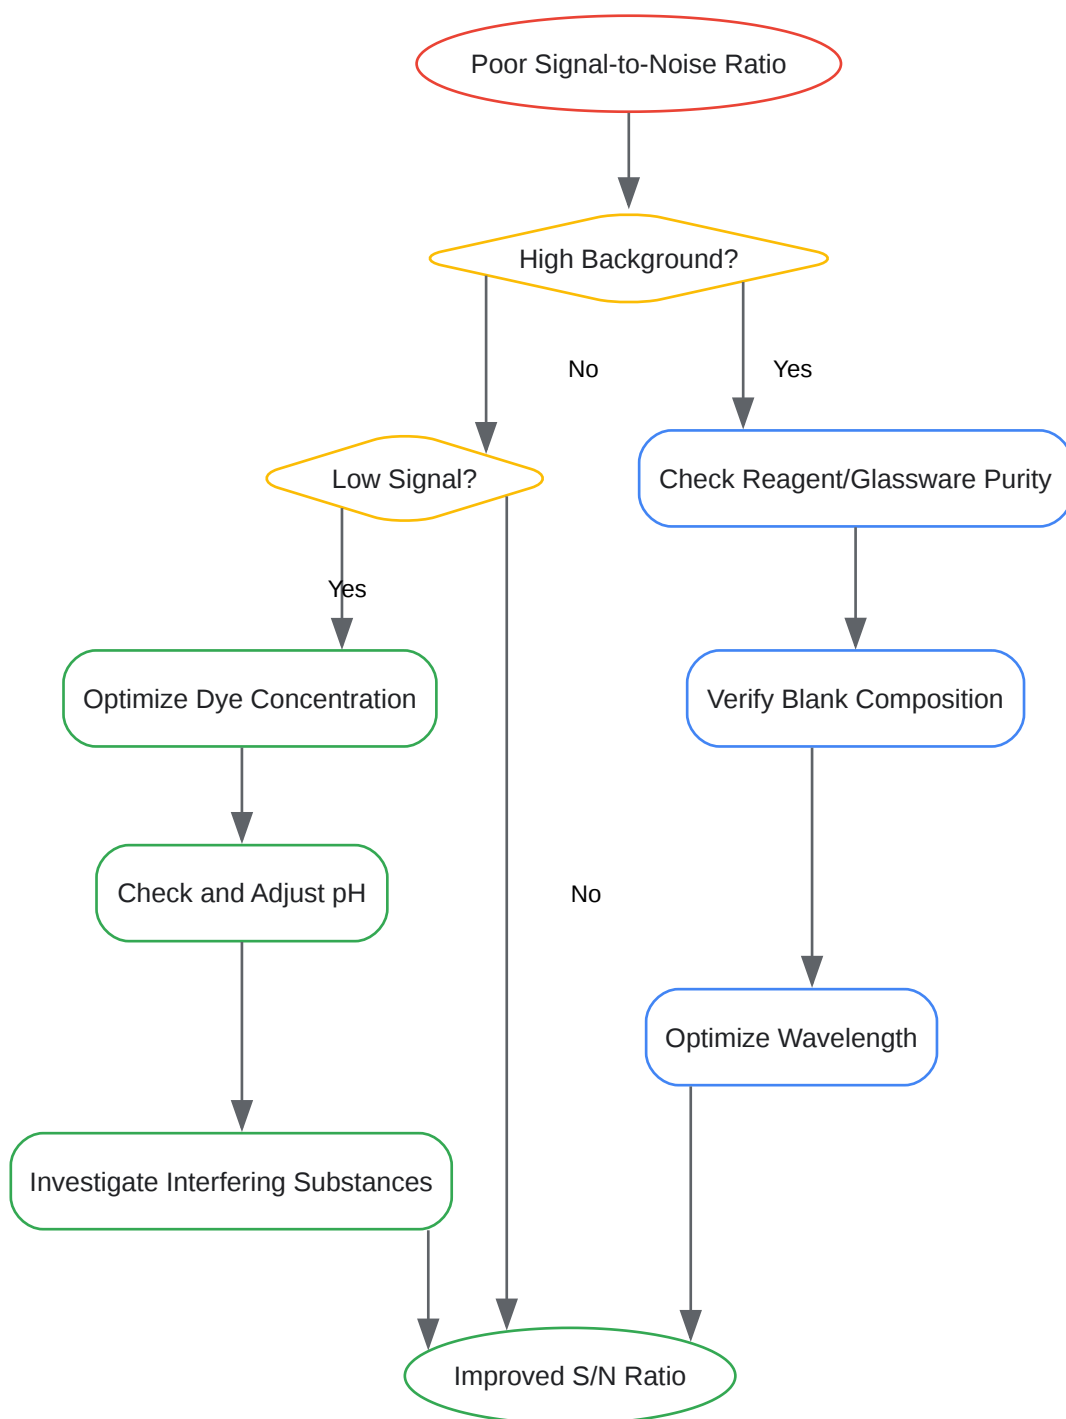 Poor Signal-to-Noise Ratio
High Background?
No
Yes
Low Signal?
Check Reagent/Glassware Purity
Yes
Optimize Dye Concentration
Verify Blank Composition
Check and Adjust pH
No
Optimize Wavelength
Investigate Interfering Substances
Improved S/N Ratio